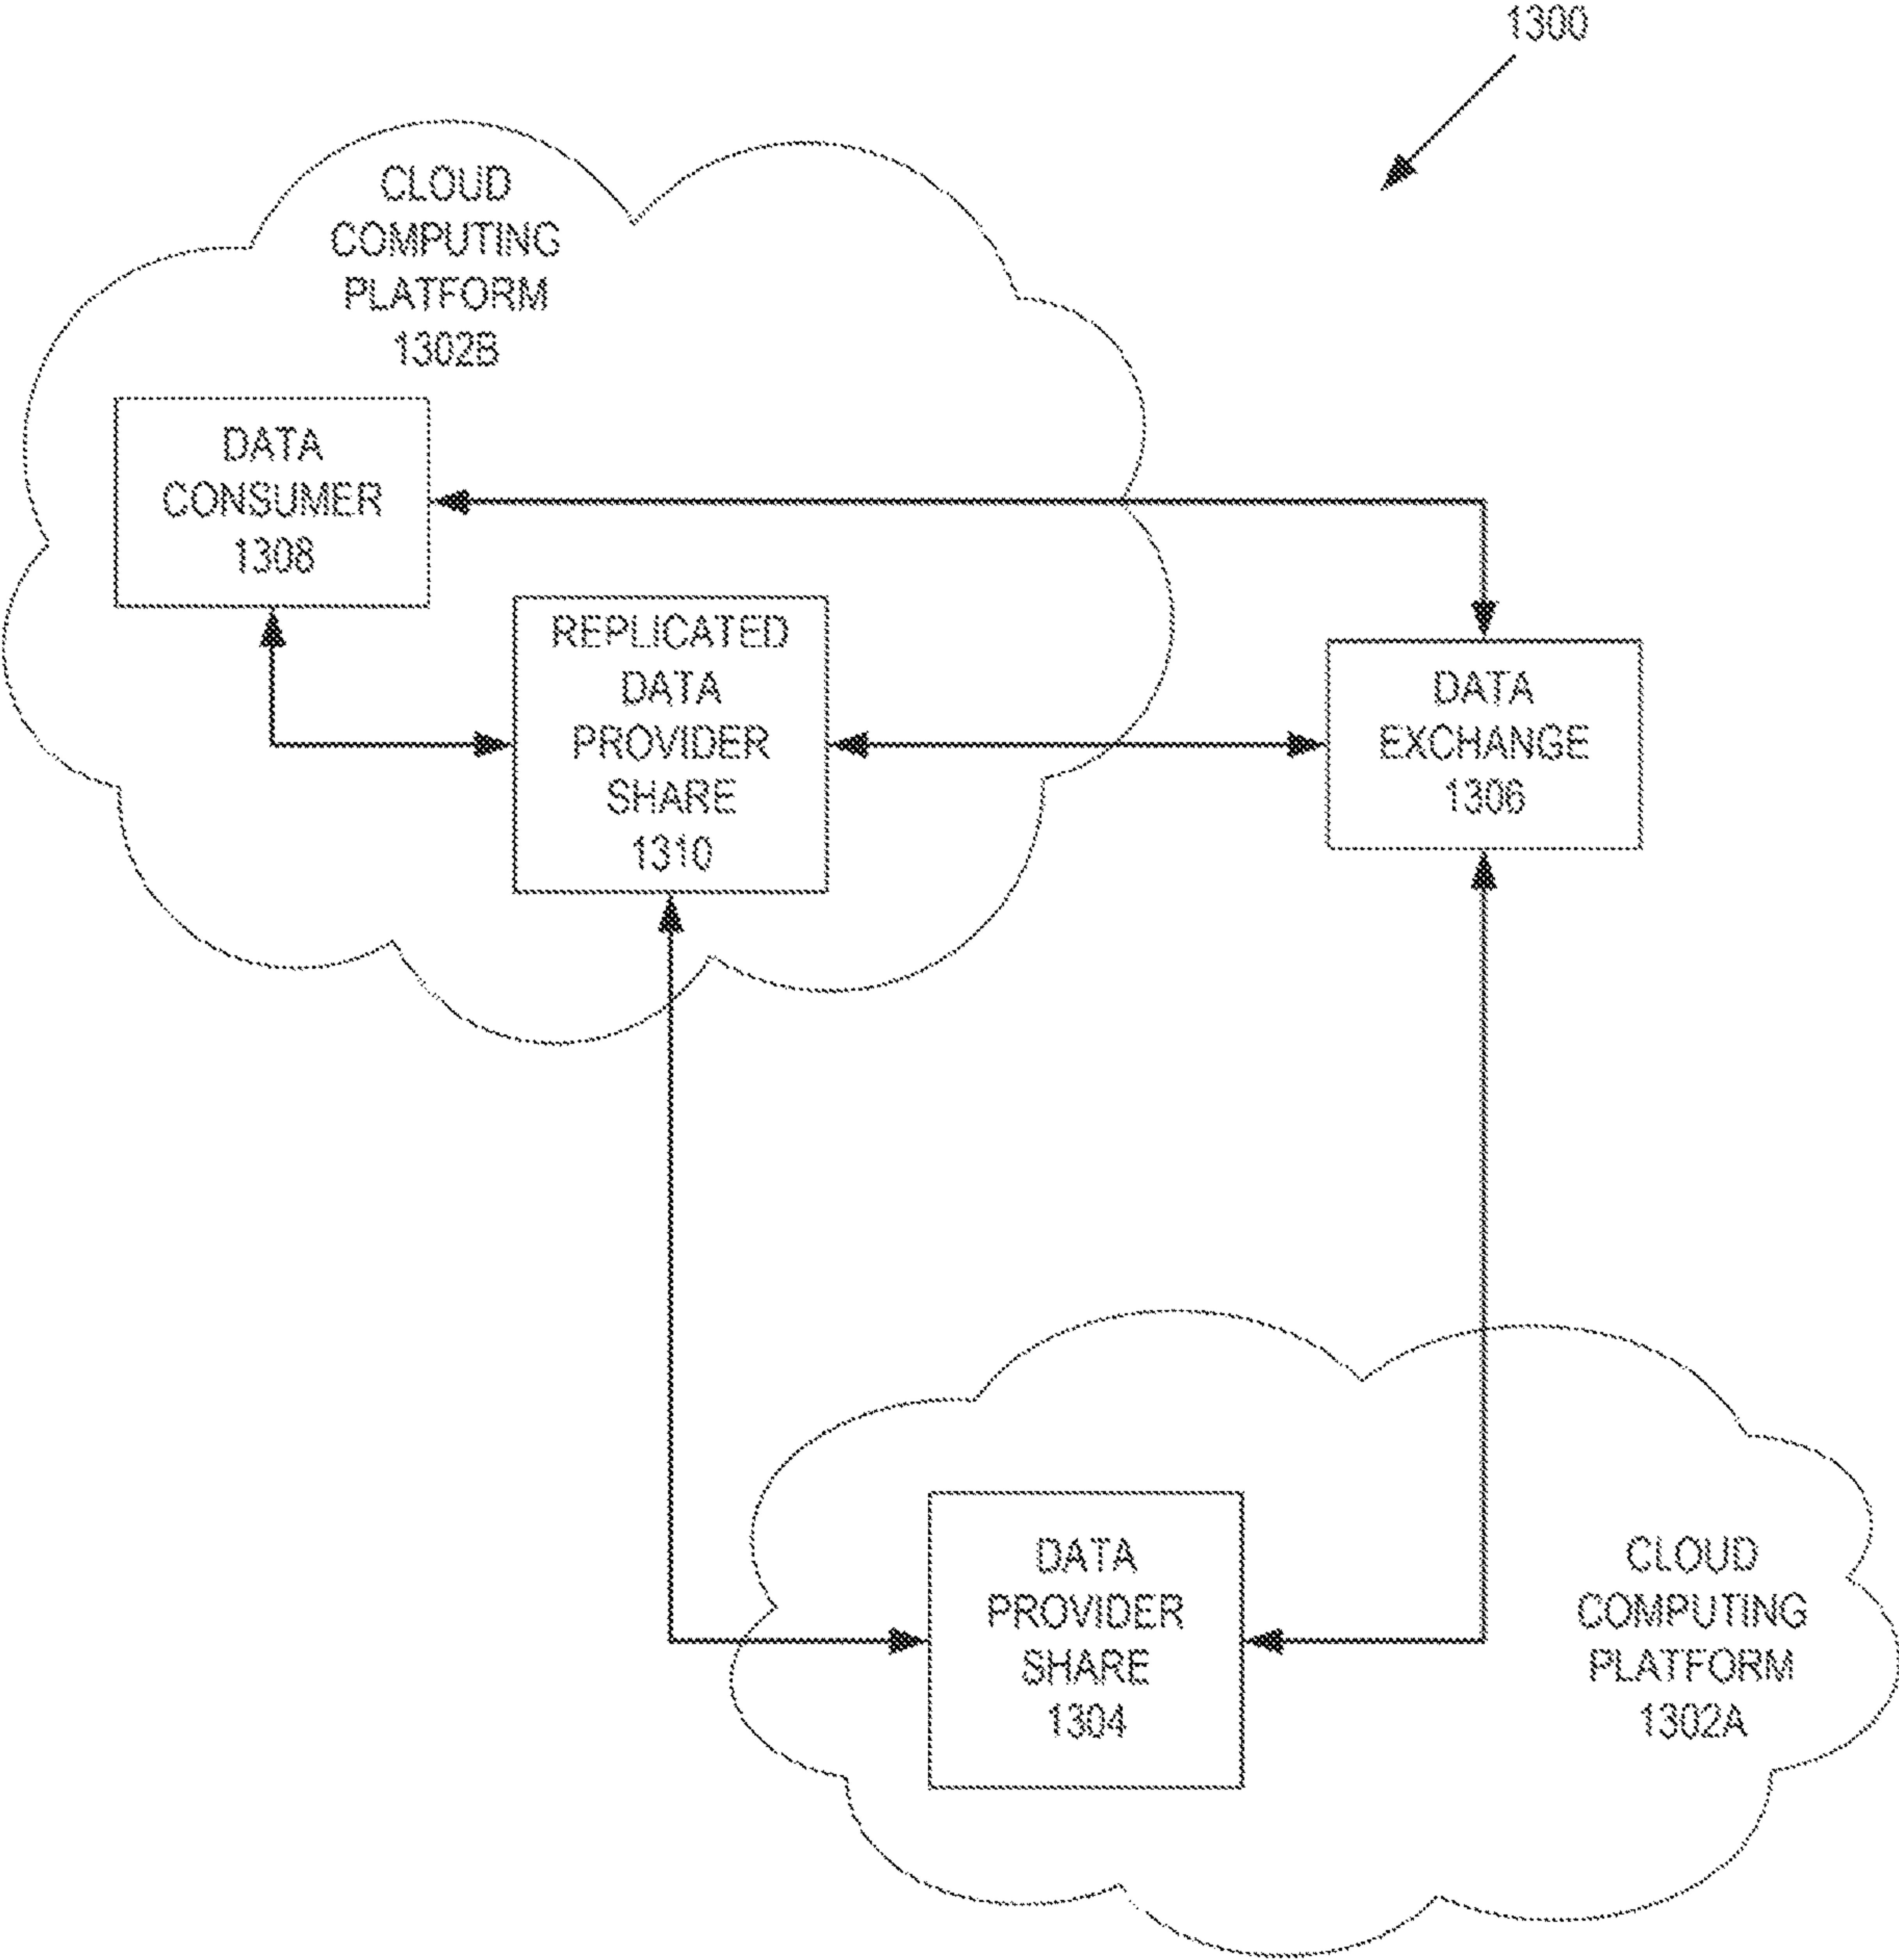 1300
CLOUD
COMPUTING
PLATFORM
1302B
DATA
CONSUMER
1308
REPLICATED
DATA
PROVIDER
SHARE
1310
DATA
EXCHANGE
1306
DATA
PROVIDER
SHARE
1304
CLOUD
COMPUTING
PLATFORM
1302A